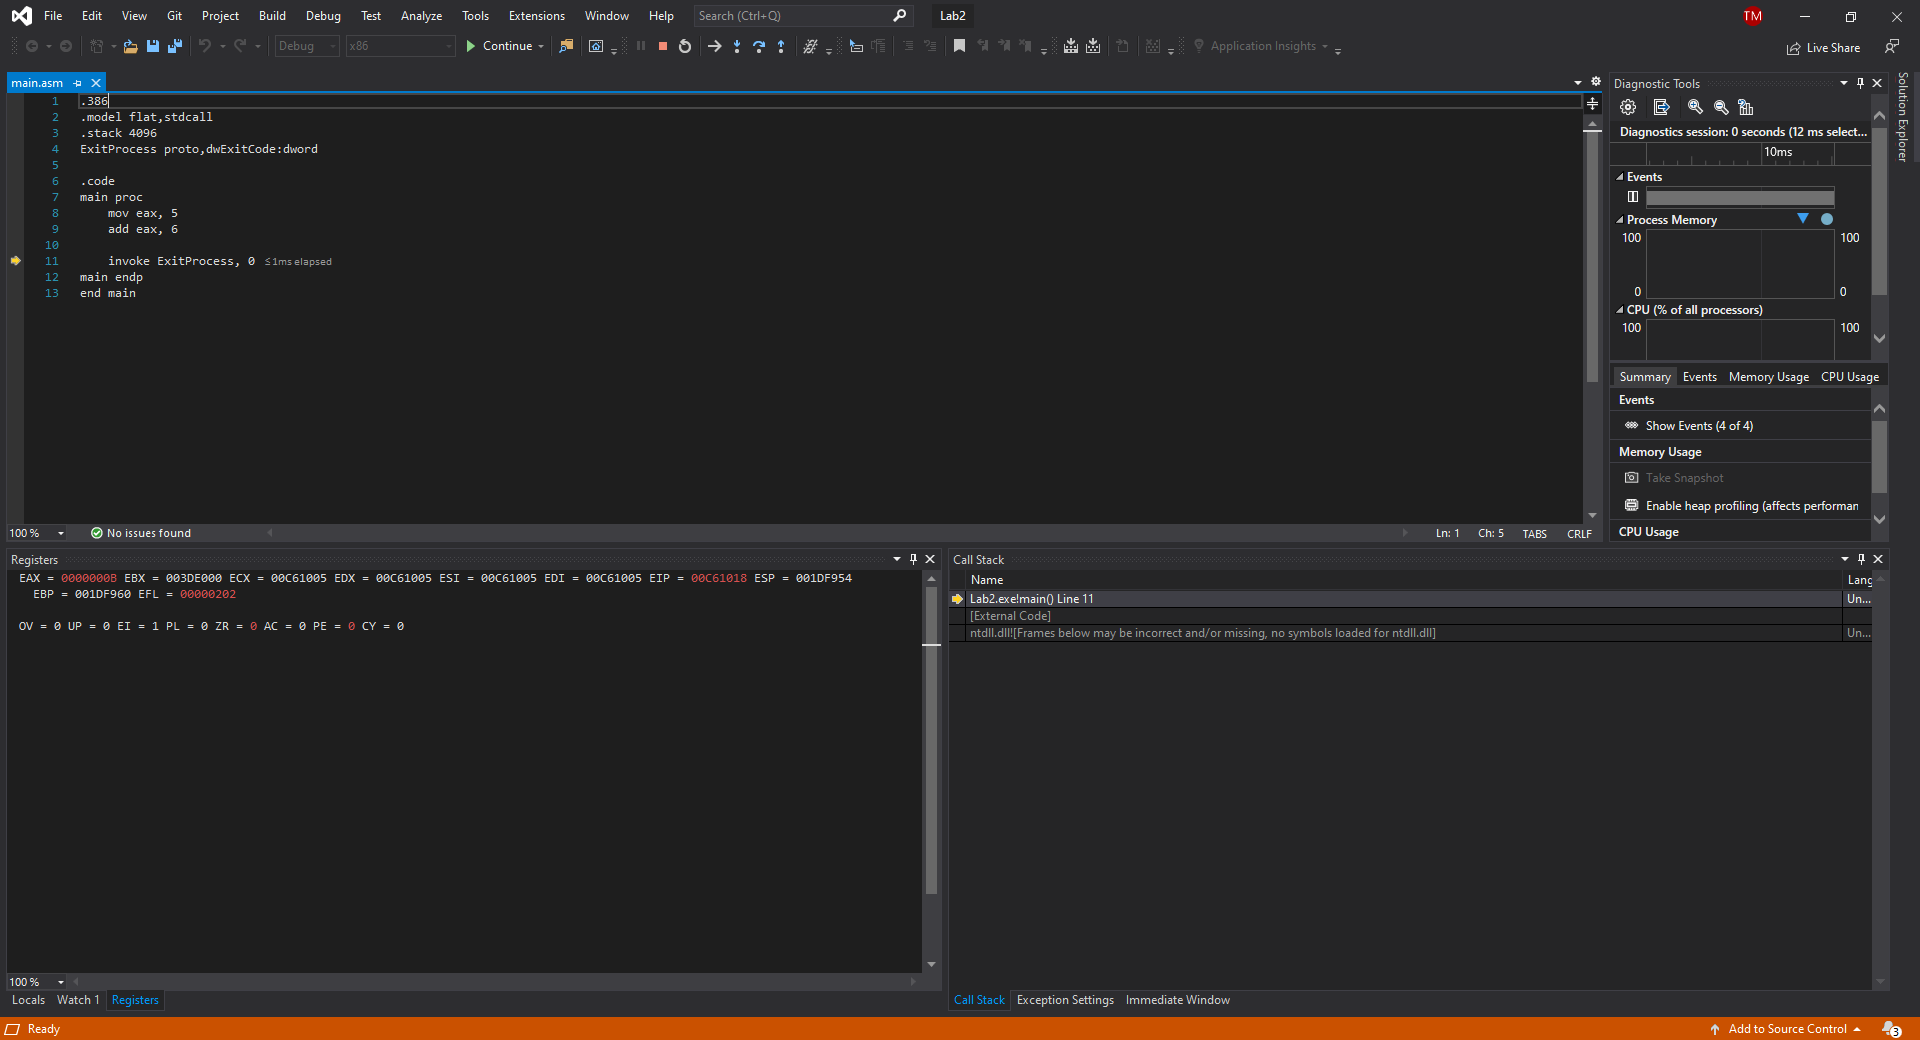 File Edit View Git Project Build Debug Test Analyze Tools Extensions Window Help Search (Ctrl+Q) Lab2 TM
Debug x86 Continue Application Insights Live Share
main.asm
1 .386
2 .model flat,stdcall
3 .stack 4096
4 ExitProcess proto,dwExitCode:dword
5
6 .code
7 main proc
8 mov eax, 5
9 add eax, 6
10
11 invoke ExitProcess, 0 ≤1ms elapsed
12 main endp
13 end main
100 % No issues found Ln: 1 Ch: 5 TABS CRLF
Diagnostic Tools
Diagnostics session: 0 seconds (12 ms select...
10ms
Events
Process Memory
100 100
0 0
CPU (% of all processors)
100 100
Summary Events Memory Usage CPU Usage
Events
Show Events (4 of 4)
Memory Usage
Take Snapshot
Enable heap profiling (affects performan
CPU Usage
Solution Explorer
Registers
EAX = 0000000B EBX = 003DE000 ECX = 00C61005 EDX = 00C61005 ESI = 00C61005 EDI = 00C61005 EIP = 00C61018 ESP = 001DF954
EBP = 001DF960 EFL = 00000202
OV = 0 UP = 0 EI = 1 PL = 0 ZR = 0 AC = 0 PE = 0 CY = 0
100 %
Locals Watch 1 Registers
Call Stack
Name Lang
Lab2.exe!main() Line 11 Un...
[External Code]
ntdll.dll![Frames below may be incorrect and/or missing, no symbols loaded for ntdll.dll] Un...
Call Stack Exception Settings Immediate Window
Ready Add to Source Control 3